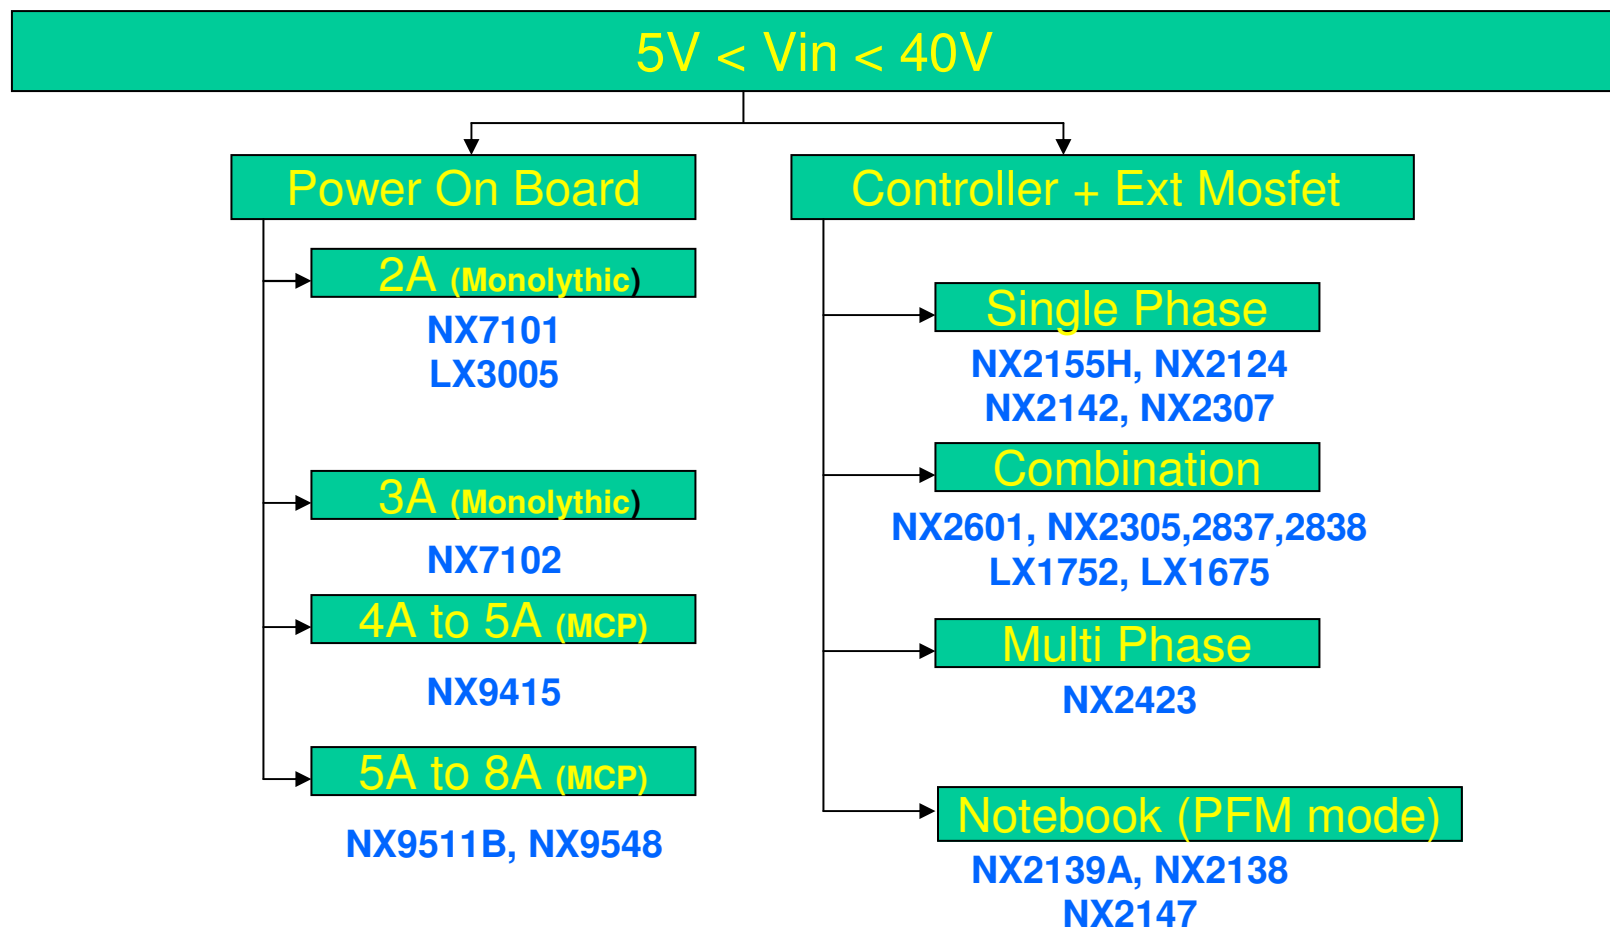 5V < Vin < 40V
Power On Board
2A (Monolythic)
NX7101
LX3005
3A (Monolythic)
NX7102
4A to 5A (MCP)
NX9415
5A to 8A (MCP)
NX9511B, NX9548
Controller + Ext Mosfet
Single Phase
NX2155H, NX2124
NX2142, NX2307
Combination
NX2601, NX2305,2837,2838
LX1752, LX1675
Multi Phase
NX2423
Notebook (PFM mode)
NX2139A, NX2138
NX2147